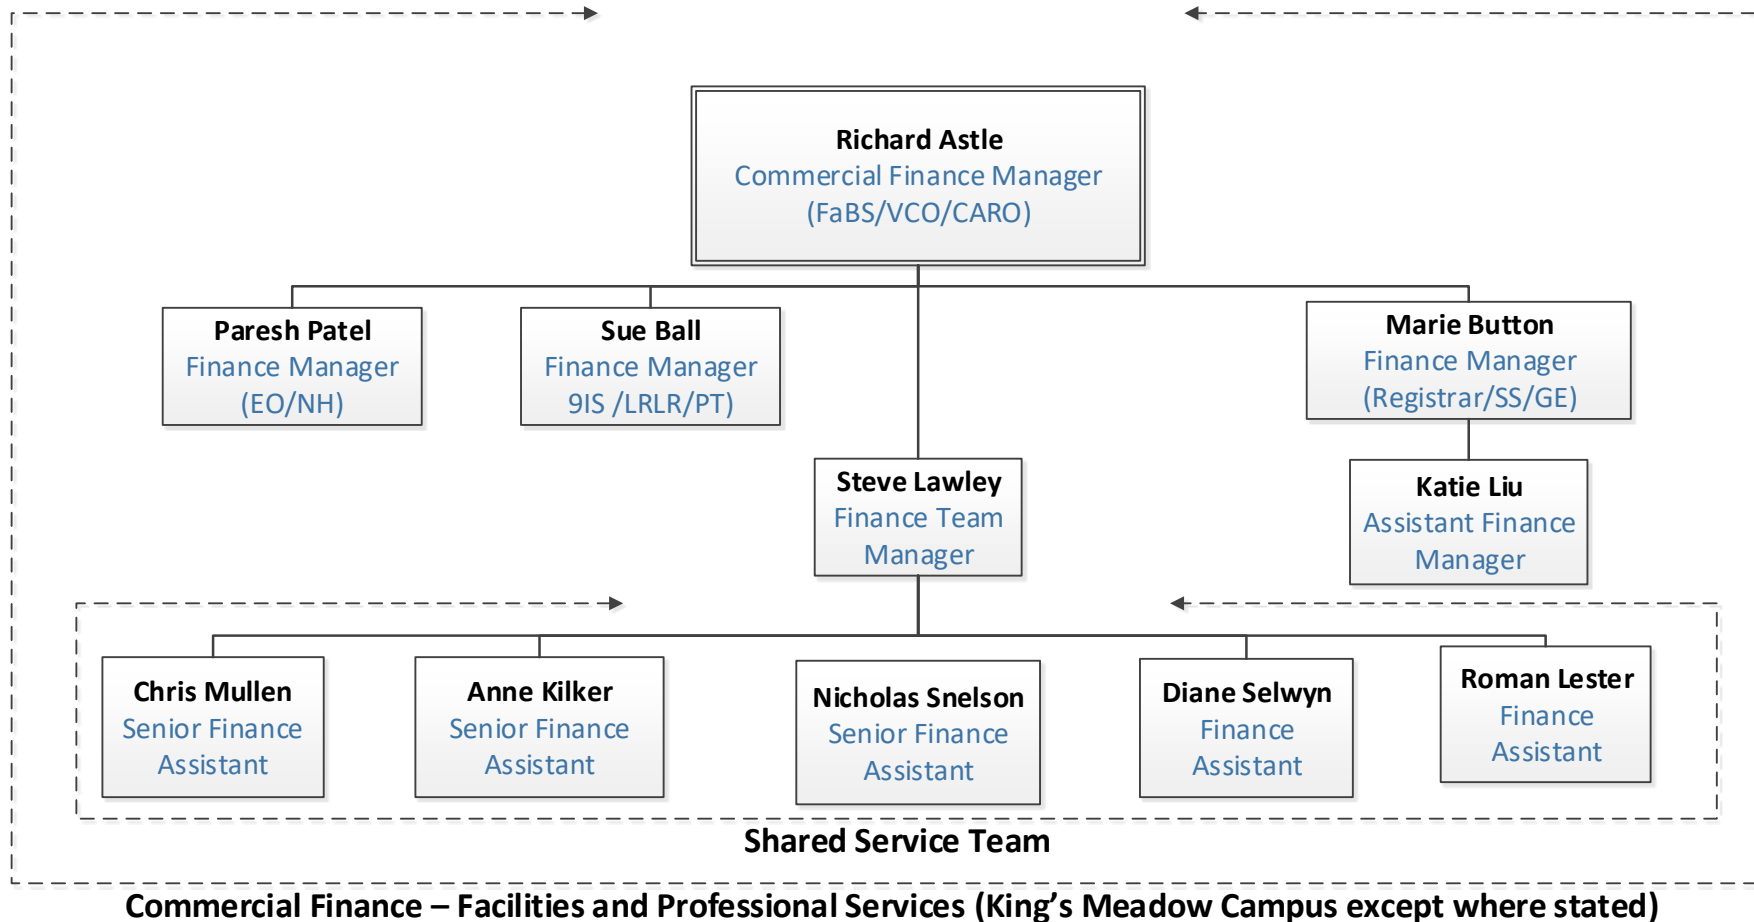 Richard Astle
Commercial Finance Manager
(FaBS/VCO/CARO)
Paresh Patel
Finance Manager
(EO/NH)
Sue Ball
Finance Manager
9IS /LRLR/PT)
Marie Button
Finance Manager
(Registrar/SS/GE)
Steve Lawley
Finance Team
Manager
Katie Liu
Assistant Finance
Manager
Chris Mullen
Senior Finance
Assistant
Anne Kilker
Senior Finance
Assistant
Nicholas Snelson
Senior Finance
Assistant
Diane Selwyn
Finance
Assistant
Roman Lester
Finance
Assistant
Shared Service Team
Commercial Finance – Facilities and Professional Services (King’s Meadow Campus except where stated)